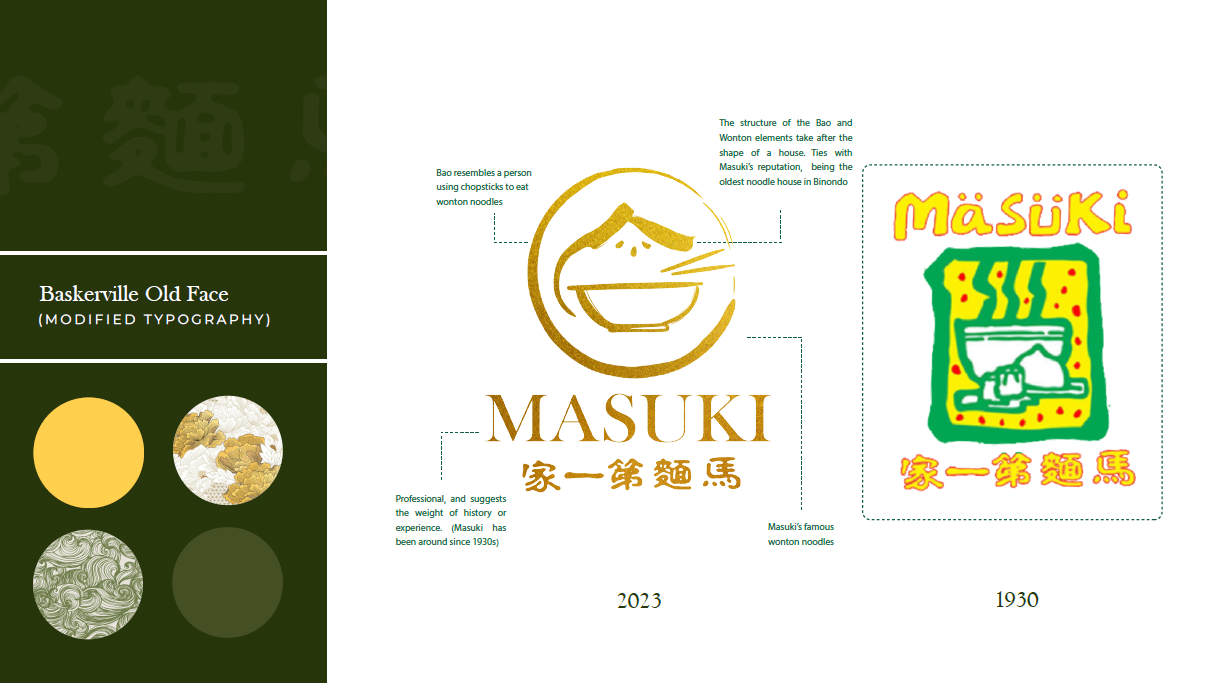 第 麵 馬
Baskerville Old Face
(MODIFIED TYPOGRAPHY)
Bao resembles a person
using chopsticks to eat
wonton noodles
The structure of the Bao and
Wonton elements take after the
shape of a house. Ties with
Masuki's reputation, being the
oldest noodle house in Binondo
MASUKI
家一第麵馬
Professional, and suggests
the weight of history or
experience. (Masuki has
been around since 1930s)
Masuki's famous
wonton noodles
2023
MäSüKi
家一第麵馬
1930